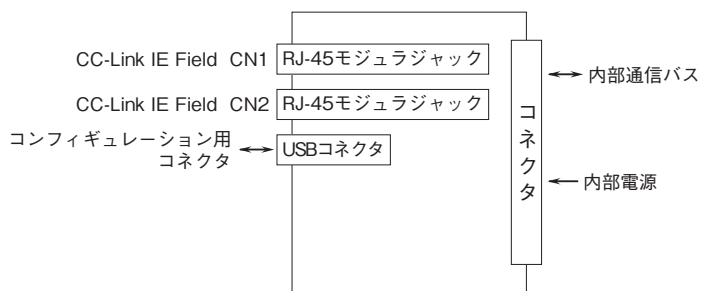 CC-Link IE Field CN1 RJ-45モジュラジャック
CC-Link IE Field CN2 RJ-45モジュラジャック
コンフィギュレーション用
コネクタ
USBコネクタ
コネクタ
内部通信バス
内部電源